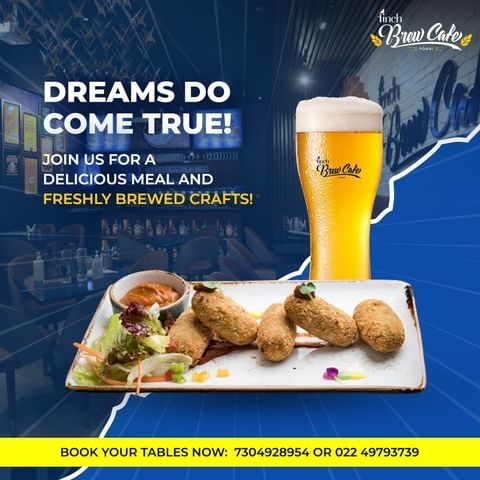 finch
Brew Cafe
POWAI
finch
DREAMS DO
COME TRUE!
JOIN US FOR A
DELICIOUS MEAL AND
FRESHLY BREWED CRAFTS!
finch
Brew Cafe
BOOK YOUR TABLES NOW: 7304928954 OR 022 49793739